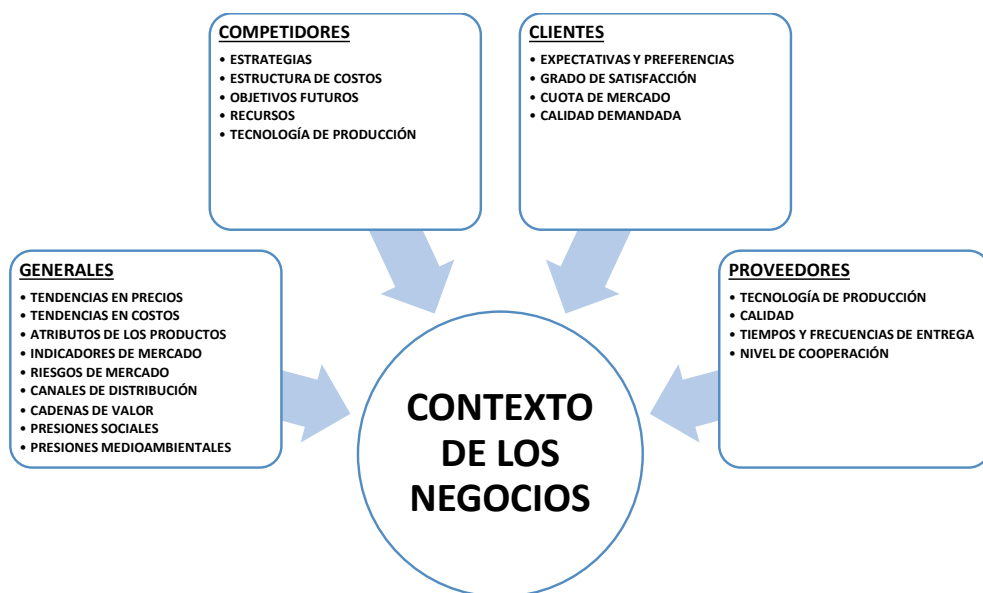 COMPETIDORES
• ESTRATEGIAS
• ESTRUCTURA DE COSTOS
• OBJETIVOS FUTUROS
• RECURSOS
• TECNOLOGÍA DE PRODUCCIÓN
CLIENTES
• EXPECTATIVAS Y PREFERENCIAS
• GRADO DE SATISFACCIÓN
• CUOTA DE MERCADO
• CALIDAD DEMANDADA
GENERALES
• TENDENCIAS EN PRECIOS
• TENDENCIAS EN COSTOS
• ATRIBUTOS DE LOS PRODUCTOS
• INDICADORES DE MERCADO
• RIESGOS DE MERCADO
• CANALES DE DISTRIBUCIÓN
• CADENAS DE VALOR
• PRESIONES SOCIALES
• PRESIONES MEDIOAMBIENTALES
PROVEEDORES
• TECNOLOGÍA DE PRODUCCIÓN
• CALIDAD
• TIEMPOS Y FRECUENCIAS DE ENTREGA
• NIVEL DE COOPERACIÓN
CONTEXTO
DE LOS
NEGOCIOS